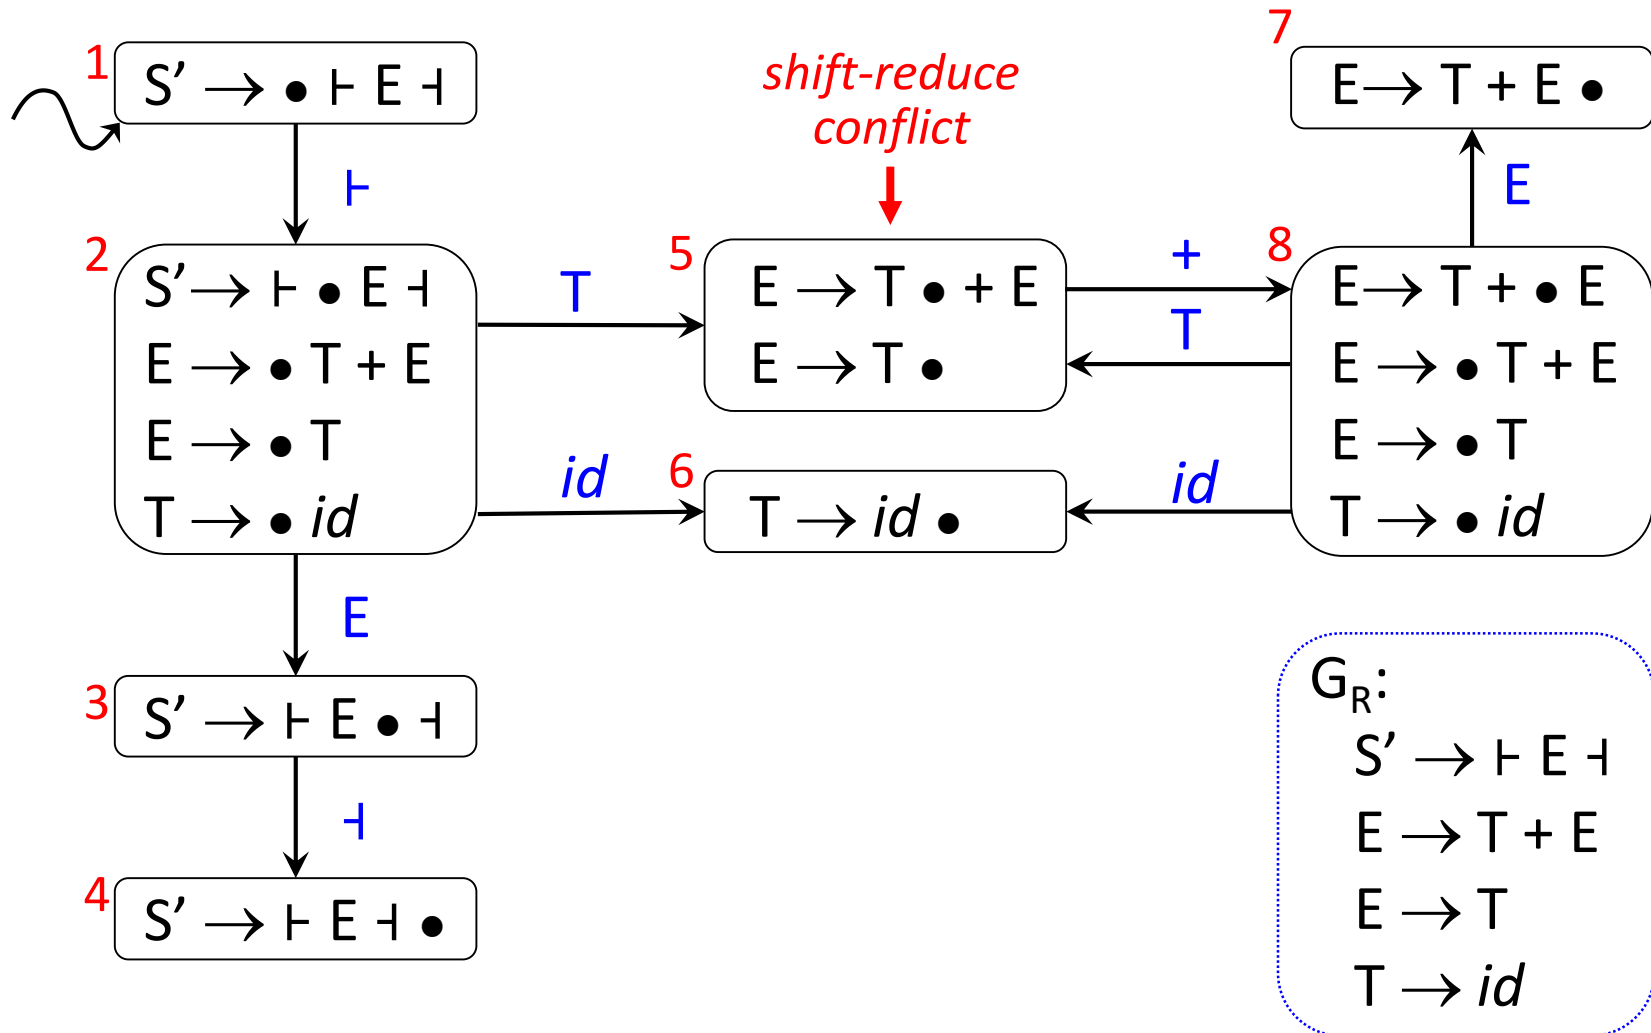 1
S’ → • ⊢ E ⊣
⊢
2
S’ → ⊢ • E ⊣
E → • T + E
E → • T
T → • id
E
3
S’ → ⊢ E • ⊣
⊣
4
S’ → ⊢ E ⊣ •
T
id
shift-reduce
conflict
5
E → T • + E
E → T •
6
T → id •
+
T
id
7
E → T + E •
E
8
E → T + • E
E → • T + E
E → • T
T → • id
G_R:
S’ → ⊢ E ⊣
E → T + E
E → T
T → id